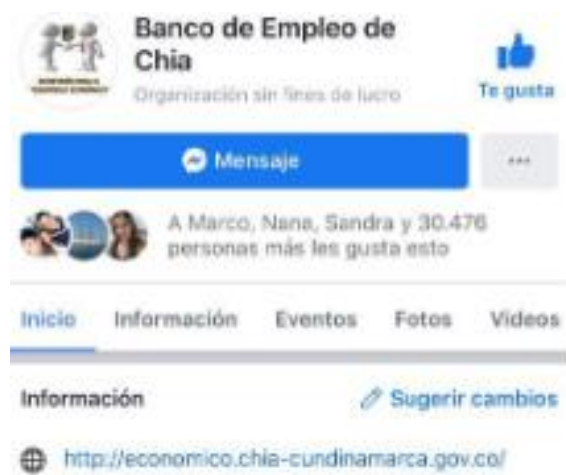 Banco de Empleo de
Chia
Organización sin fines de lucro
Te gusta
Mensaje
A Marco, Nana, Sandra y 30.476
personas más les gusta esto
Inicio Información Eventos Fotos Videos
Información
Sugerir cambios
http://economico.chia-cundinamarca.gov.co/